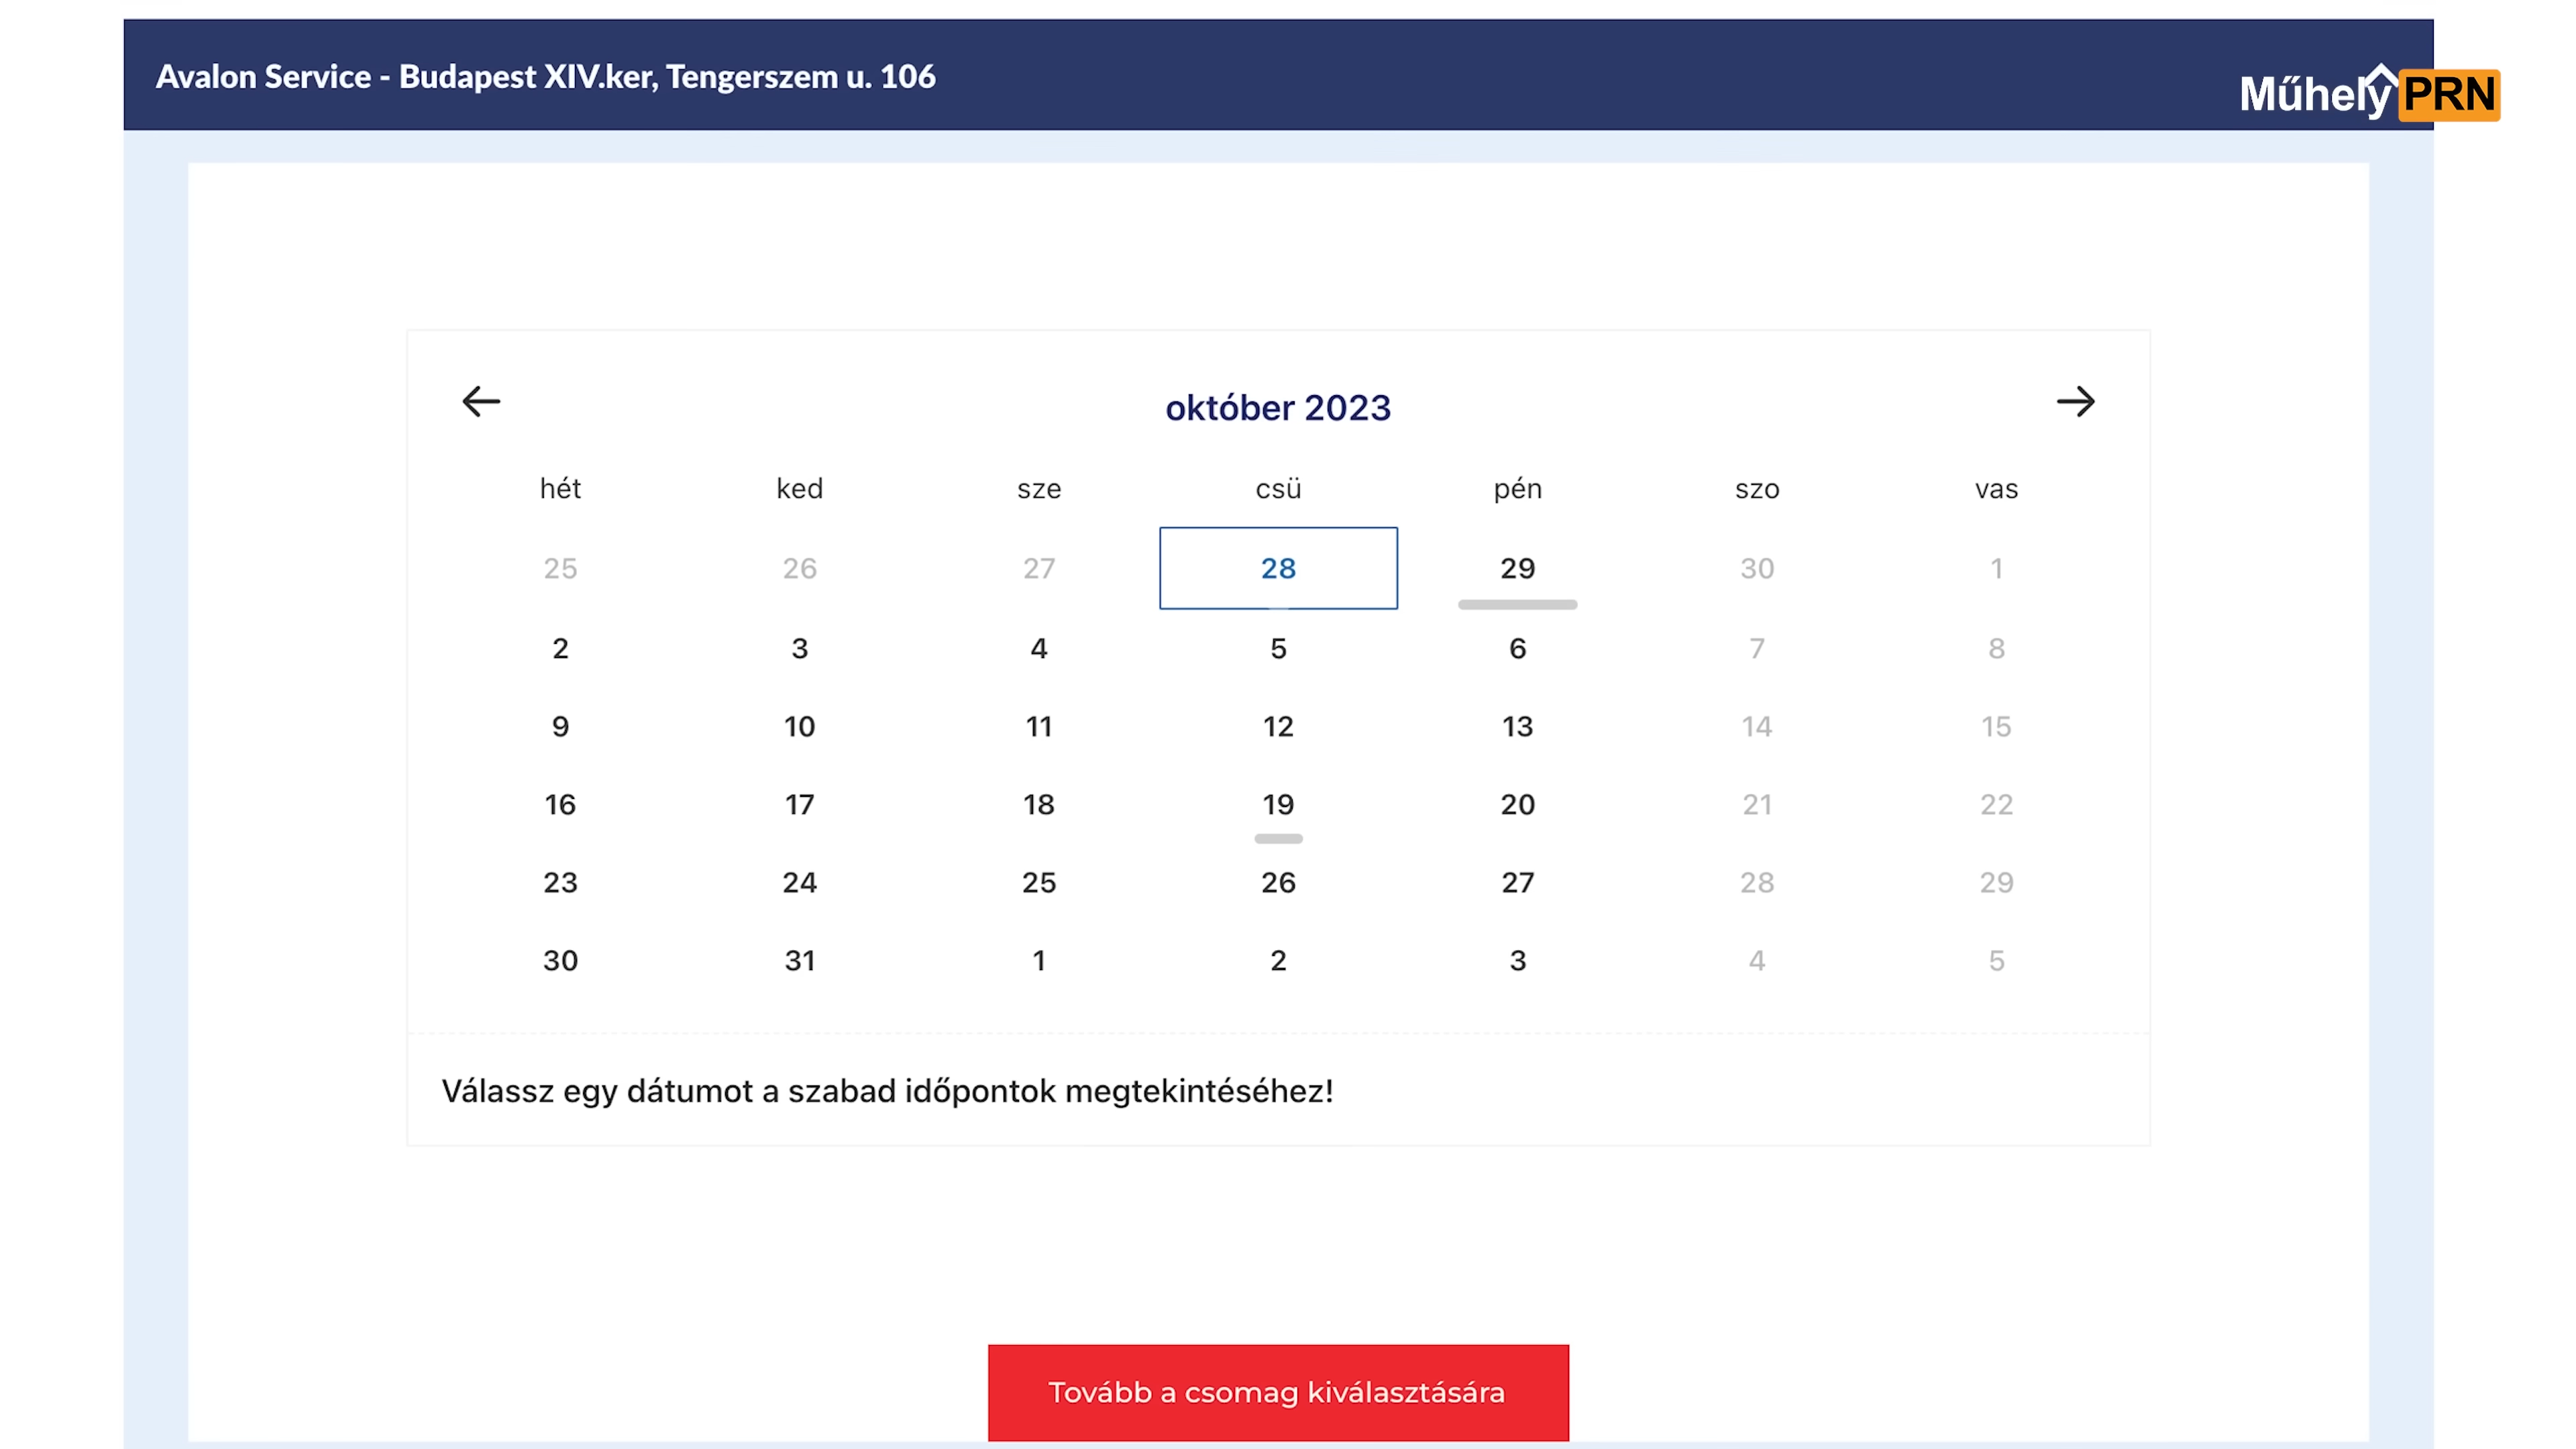 Avalon Service - Budapest XIV.ker, Tengerszem u. 106
Műhely PRN
október 2023
hét ked sze csü pén szo vas
25 26 27 28 29 30 1
2 3 4 5 6 7 8
9 10 11 12 13 14 15
16 17 18 19 20 21 22
23 24 25 26 27 28 29
30 31 1 2 3 4 5
Válassz egy dátumot a szabad időpontok megtekintéséhez!
Tovább a csomag kiválasztására